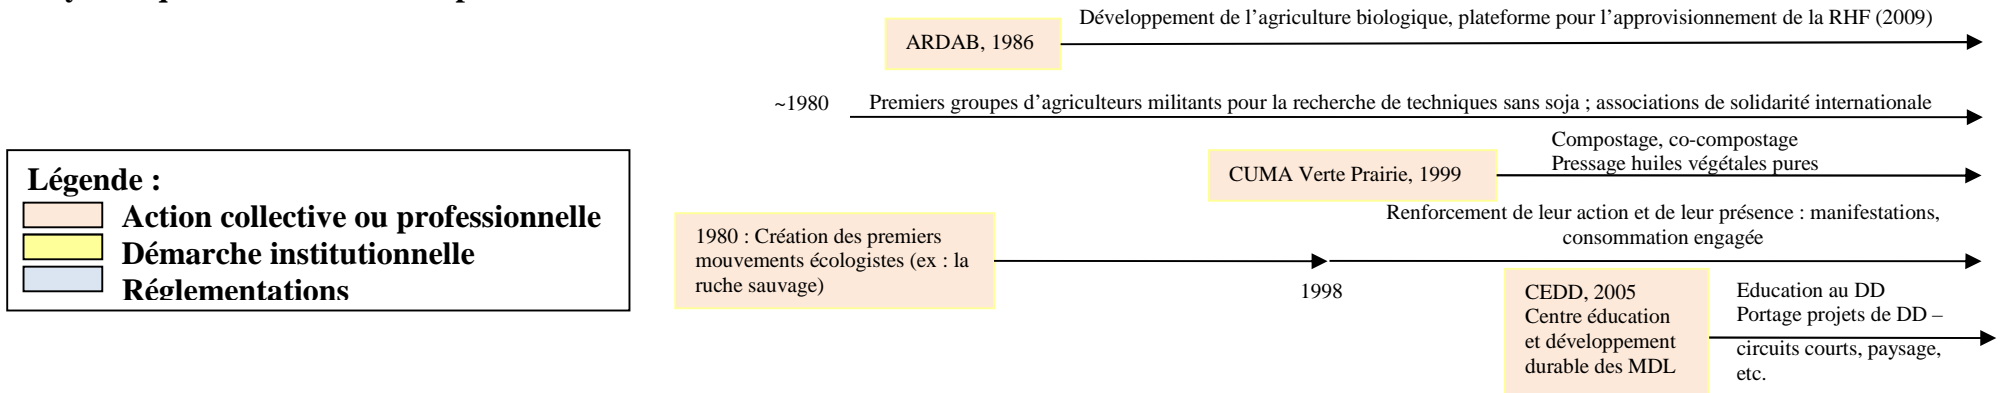 Développement de l’agriculture biologique, plateforme pour l’approvisionnement de la RHF (2009)
ARDAB, 1986
~1980
Premiers groupes d’agriculteurs militants pour la recherche de techniques sans soja ; associations de solidarité internationale
Compostage, co-compostage
Pressage huiles végétales pures
CUMA Verte Prairie, 1999
Légende :
Action collective ou professionnelle
Démarche institutionnelle
Réglementations
Renforcement de leur action et de leur présence : manifestations,
consommation engagée
1980 : Création des premiers
mouvements écologistes (ex : la
ruche sauvage)
1998
CEDD, 2005
Centre éducation
et développement
durable des MDL
Education au DD
Portage projets de DD –
circuits courts, paysage,
etc.